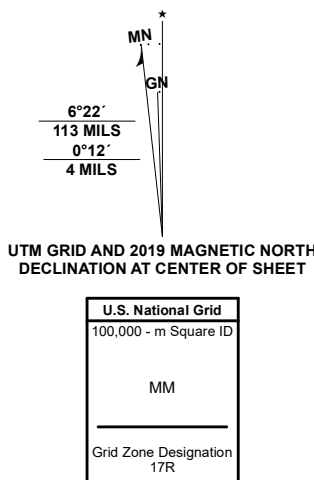 MN
GN
6°22´
113 MILS
0°12´
4 MILS
UTM GRID AND 2019 MAGNETIC NORTH
DECLINATION AT CENTER OF SHEET
U.S. National Grid
100,000 - m Square ID
MM
Grid Zone Designation
17R